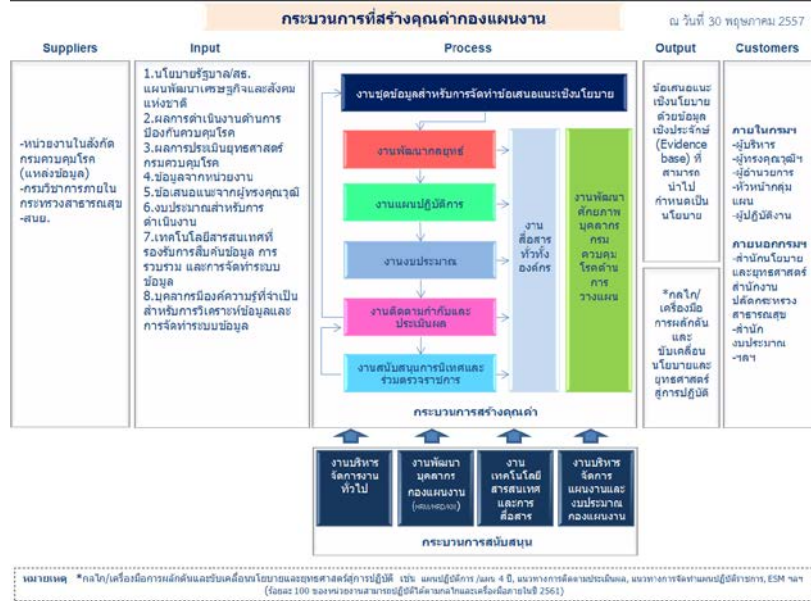 กระบวนการที่สร้างคุณค่ากองแผนงาน
ณ วันที่ 30 พฤษภาคม 2557
Suppliers
Input
Process
Output
Customers
-หน่วยงานในสังกัด
กรมควบคุมโรค
(แหล่งข้อมูล)
-กรมวิชาการภายใน
กระทรวงสาธารณสุข
-สนย.
1.นโยบายรัฐบาล/สธ.
แผนพัฒนาเศรษฐกิจและสังคม
แห่งชาติ
2.ผลการดำเนินงานด้านการ
ป้องกันควบคุมโรค
3.ผลการประเมินยุทธศาสตร์
กรมควบคุมโรค
4.ข้อมูลจากหน่วยงาน
5.ข้อเสนอแนะจากผู้ทรงคุณวุฒิ
6.งบประมาณสำหรับการ
ดำเนินงาน
7.เทคโนโลยีสารสนเทศที่
รองรับการสืบค้นข้อมูล การ
รวบรวม และการจัดทำระบบ
ข้อมูล
8.บุคลากรมีองค์ความรู้ที่จำเป็น
สำหรับการวิเคราะห์ข้อมูลและ
การจัดทำระบบข้อมูล
งานชุดข้อมูลสำหรับการจัดทำข้อเสนอแนะเชิงนโยบาย
งานพัฒนากลยุทธ์
งานแผนปฏิบัติการ
งานงบประมาณ
งานติดตามกำกับและ
ประเมินผล
งานสนับสนุนการนิเทศและ
ร่วมตรวจราชการ
งาน
สื่อสาร
ทั่วทั้ง
องค์กร
งานพัฒนา
ศักยภาพ
บุคลากร
กรม
ควบคุม
โรคด้าน
การ
วางแผน
กระบวนการสร้างคุณค่า
งานบริหาร
จัดการงาน
ทั่วไป
งานพัฒนา
บุคลากร
กองแผนงาน
(HRM/HRD/KM)
งาน
เทคโนโลยี
สารสนเทศ
และการ
สื่อสาร
งานบริหาร
จัดการ
แผนงานและ
งบประมาณ
กองแผนงาน
กระบวนการสนับสนุน
ข้อเสนอแนะ
เชิงนโยบาย
ด้วยข้อมูล
เชิงประจักษ์
(Evidence
base) ที่
สามารถ
นำไป
กำหนดเป็น
นโยบาย
*กลไก/
เครื่องมือ
การผลักดัน
และ
ขับเคลื่อน
นโยบายและ
ยุทธศาสตร์
สู่การปฏิบัติ
ภายในกรมฯ
-ผู้บริหาร
-ผู้ทรงคุณวุฒิฯ
-ผู้อำนวยการ
-หัวหน้ากลุ่ม
แผน
-ผู้ปฏิบัติงาน
ภายนอกกรมฯ
-สำนักนโยบาย
และยุทธศาสตร์
สำนักงาน
ปลัดกระทรวง
สาธารณสุข
-สำนัก
งบประมาณ
-ฯลฯ
หมายเหตุ *กลไก/เครื่องมือการผลักดันและขับเคลื่อนนโยบายและยุทธศาสตร์สู่การปฏิบัติ เช่น แผนปฏิบัติการ /แผน 4 ปี, แนวทางการติดตามประเมินผล, แนวทางการจัดทำแผนปฏิบัติราชการ, ESM ฯลฯ
(ร้อยละ 100 ของหน่วยงานสามารถปฏิบัติได้ตามกลไกและเครื่องมือภายในปี 2561)